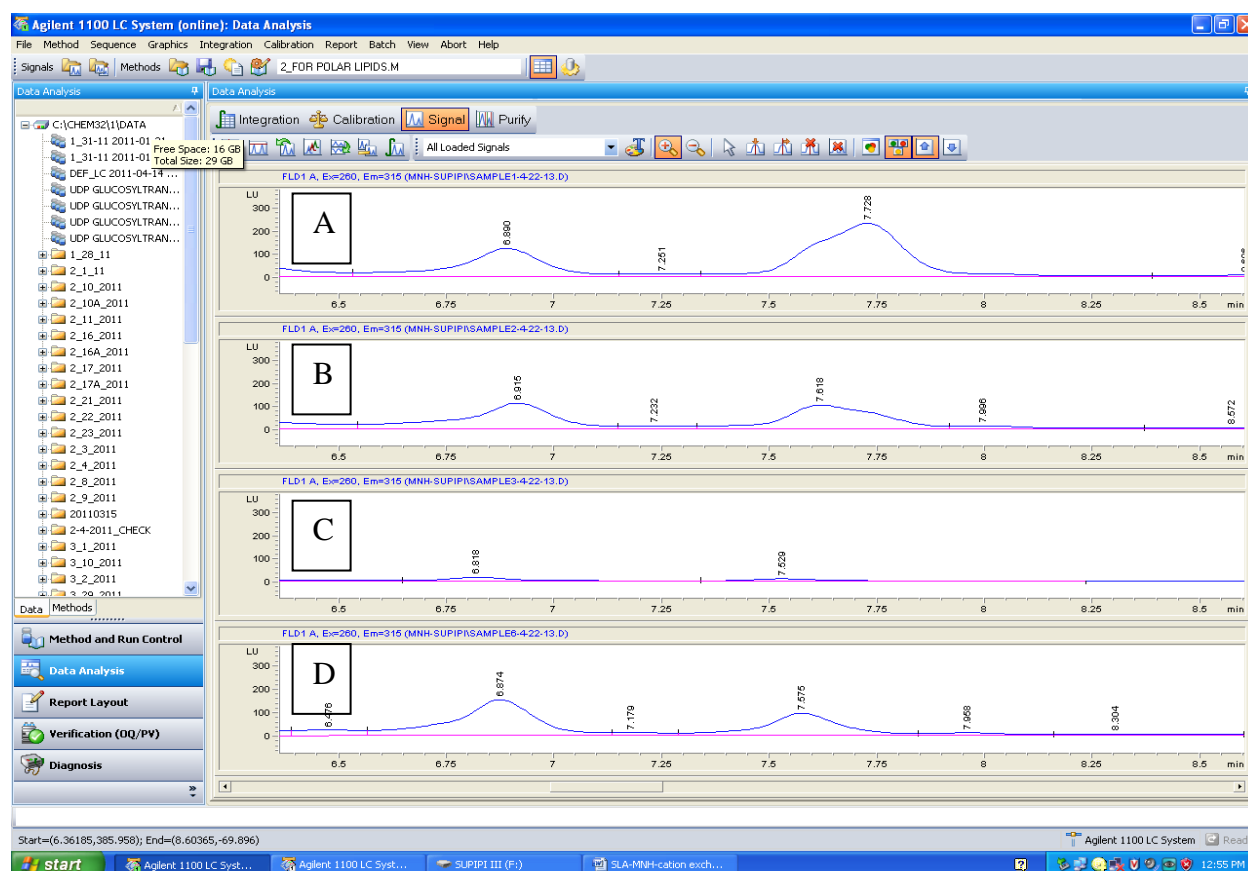 Agilent 1100 LC System (online): Data Analysis
File Method Sequence Graphics Integration Calibration Report Batch View Abort Help
Signals Methods 2_FOR POLAR LIPIDS.M
Data Analysis
C:\CHEM32\1\DATA
1_31-11 2011-01
1_31-11 2011-01
Free Space: 16 GB
Total Size: 29 GB
DEF_LC 2011-04-14 ...
UDP GLUCOSYLTRAN...
UDP GLUCOSYLTRAN...
UDP GLUCOSYLTRAN...
UDP GLUCOSYLTRAN...
1_28_11
2_1_11
2_10_2011
2_10A_2011
2_11_2011
2_16_2011
2_16A_2011
2_17_2011
2_17A_2011
2_21_2011
2_22_2011
2_23_2011
2_3_2011
2_4_2011
2_8_2011
2_9_2011
20110315
2-4-2011_CHECK
3_1_2011
3_10_2011
3_2_2011
3_29_2011
Data Methods
Method and Run Control
Data Analysis
Report Layout
Verification (OQ/PV)
Diagnosis
Data Analysis
Integration Calibration Signal Purify
All Loaded Signals
FLD1 A, Ex=260, Em=315 (MNH-SUPIPI\SAMPLE1-4-22-13.D)
LU
300
200
100
0
A
6.890
7.251
7.728
6.5 6.75 7 7.25 7.5 7.75 8 8.25 8.5 min
FLD1 A, Ex=260, Em=315 (MNH-SUPIPI\SAMPLE2-4-22-13.D)
LU
300
200
100
0
B
6.915
7.232
7.618
7.996
8.572
6.5 6.75 7 7.25 7.5 7.75 8 8.25 8.5 min
FLD1 A, Ex=260, Em=315 (MNH-SUPIPI\SAMPLE3-4-22-13.D)
LU
300
200
100
0
C
6.818
7.529
6.5 6.75 7 7.25 7.5 7.75 8 8.25 8.5 min
FLD1 A, Ex=260, Em=315 (MNH-SUPIPI\SAMPLE6-4-22-13.D)
LU
300
200
100
0
D
6.476
6.874
7.179
7.575
7.958
8.304
6.5 6.75 7 7.25 7.5 7.75 8 8.25 8.5 min
Start=(6.36185,385.958); End=(8.60365,-69.896)
Agilent 1100 LC System Read
start Agilent 1100 LC Syst... Agilent 1100 LC Syst... SUPIPI III (F:) SLA-MNH-cation exch... 12:55 PM